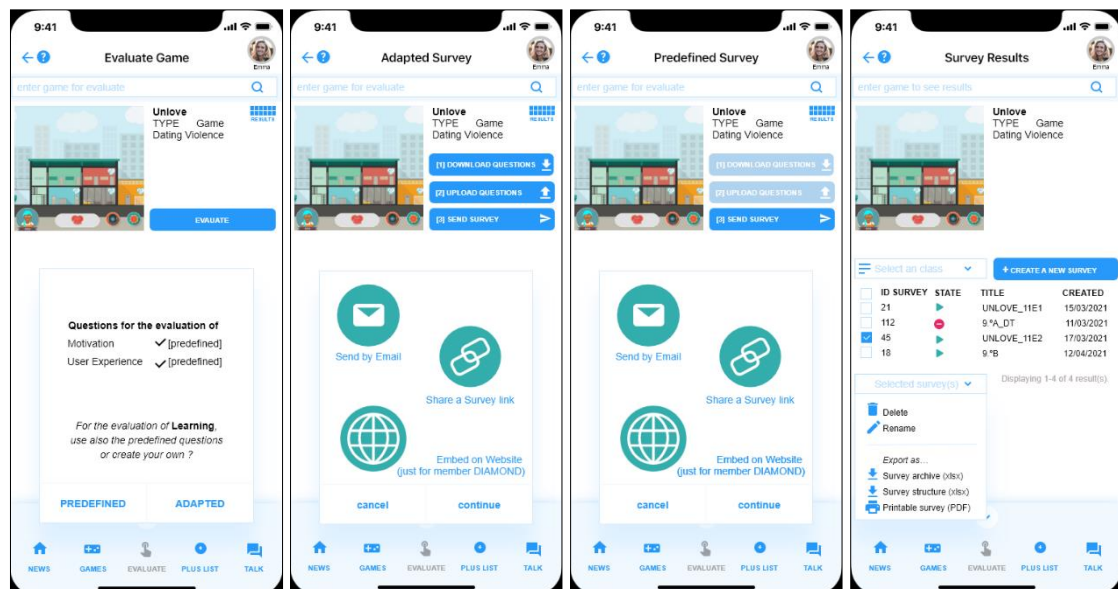 9:41
Evaluate Game
Emma
enter game for evaluate
Unlove
TYPE Game
Dating Violence
RESULTS
EVALUATE
Questions for the evaluation of
Motivation [predefined]
User Experience [predefined]
For the evaluation of Learning,
use also the predefined questions
or create your own ?
PREDEFINED ADAPTED
NEWS GAMES EVALUATE PLUS LIST TALK
9:41
Adapted Survey
Emma
enter game for evaluate
Unlove
TYPE Game
Dating Violence
RESULTS
[1] DOWNLOAD QUESTIONS
[2] UPLOAD QUESTIONS
[3] SEND SURVEY
Send by Email
Share a Survey link
Embed on Website
(just for member DIAMOND)
cancel continue
NEWS GAMES EVALUATE PLUS LIST TALK
9:41
Predefined Survey
Emma
enter game for evaluate
Unlove
TYPE Game
Dating Violence
RESULTS
[1] DOWNLOAD QUESTIONS
[2] UPLOAD QUESTIONS
[3] SEND SURVEY
Send by Email
Share a Survey link
Embed on Website
(just for member DIAMOND)
cancel continue
NEWS GAMES EVALUATE PLUS LIST TALK
9:41
Survey Results
Emma
enter game to see results
Unlove
TYPE Game
Dating Violence
Select an class
+ CREATE A NEW SURVEY
ID SURVEY STATE TITLE CREATED
21 UNLOVE_11E1 15/03/2021
112 9.ºA_DT 11/03/2021
45 UNLOVE_11E2 17/03/2021
18 9.ºB 12/04/2021
Selected survey(s)
Displaying 1-4 of 4 result(s).
Delete
Rename
Export as...
Survey archive (xlsx)
Survey structure (xlsx)
Printable survey (PDF)
NEWS GAMES EVALUATE PLUS LIST TALK